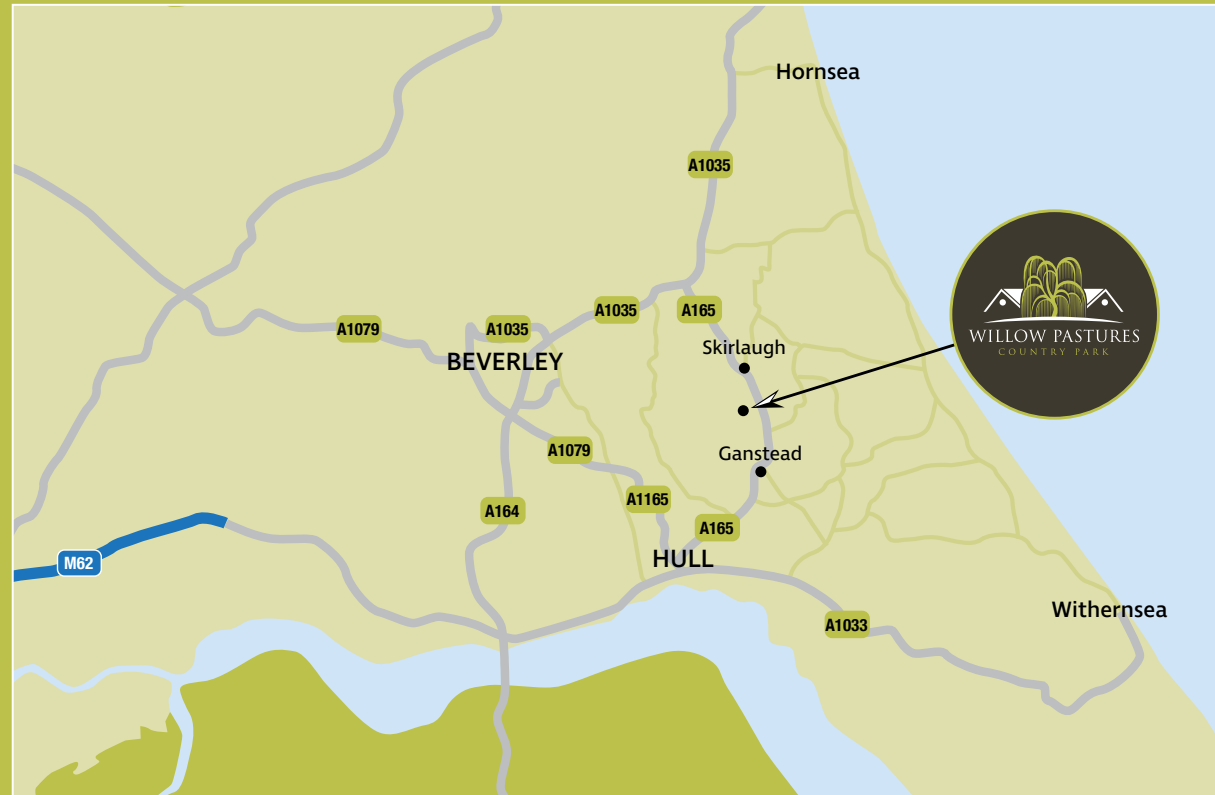 Hornsea
A1035
A1035
A165
A1079
A1035
Skirlaugh
BEVERLEY
WILLOW PASTURES
COUNTRY PARK
A1079
Ganstead
A1165
A164
A165
HULL
M62
Withernsea
A1033